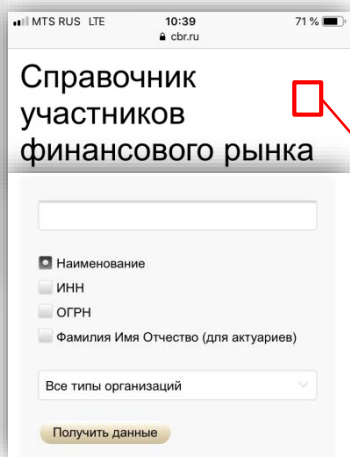 MTS RUS LTE 10:39 71 %
cbr.ru
Справочник
участников
финансового рынка
Наименование
ИНН
ОГРН
Фамилия Имя Отчество (для актуариев)
Все типы организаций
Получить данные